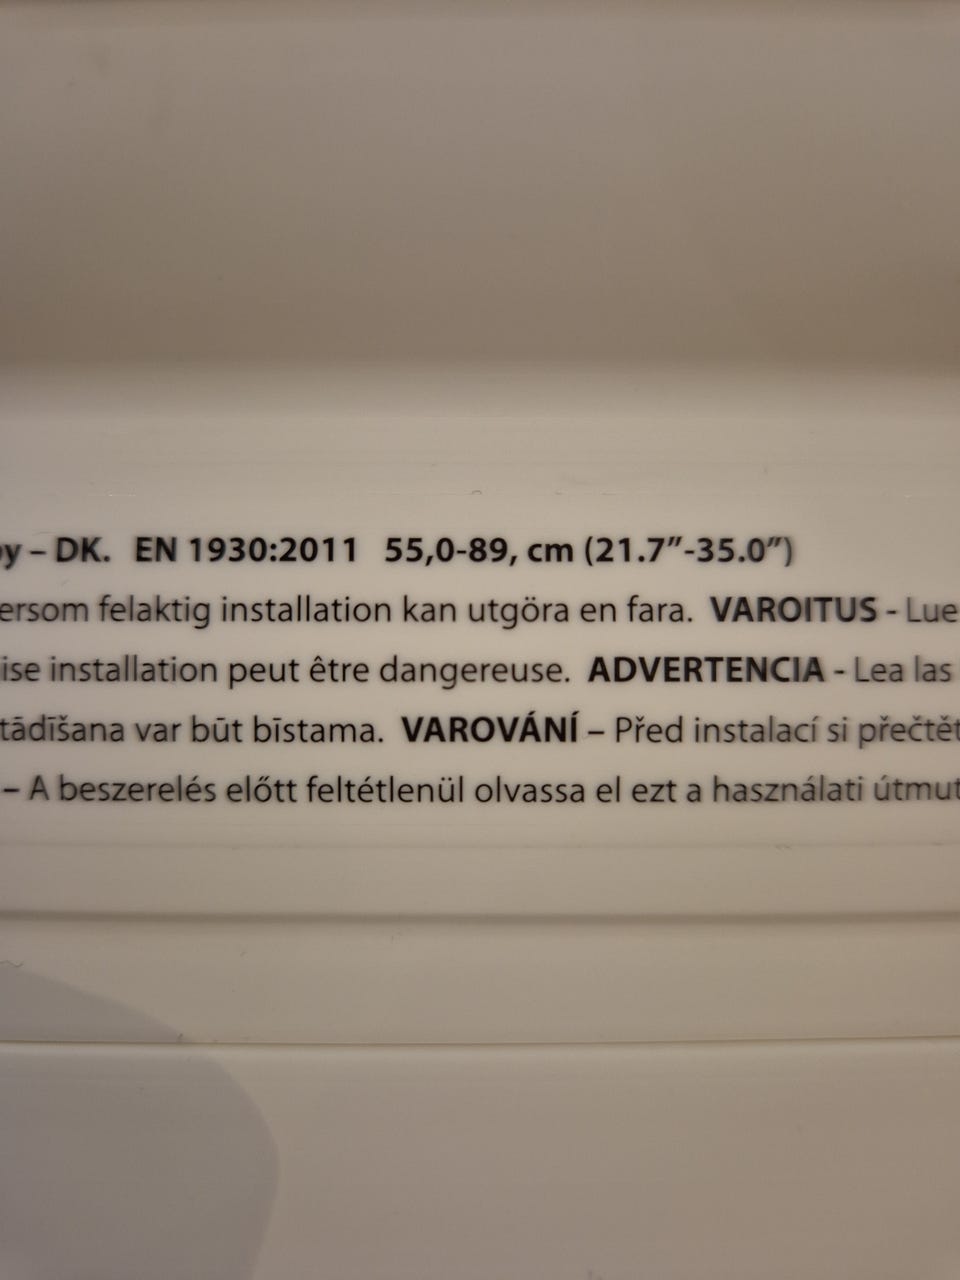 – DK. EN 1930:2011 55,0-89, cm (21.7”-35.0”)
ersom felaktig installation kan utgöra en fara. VAROITUS - Lue
ise installation peut être dangereuse. ADVERTENCIA - Lea las
tādīšana var būt bīstama. VAROVÁNÍ – Před instalací si přečtět
– A beszerelés előtt feltétlenül olvassa el ezt a használati útmut